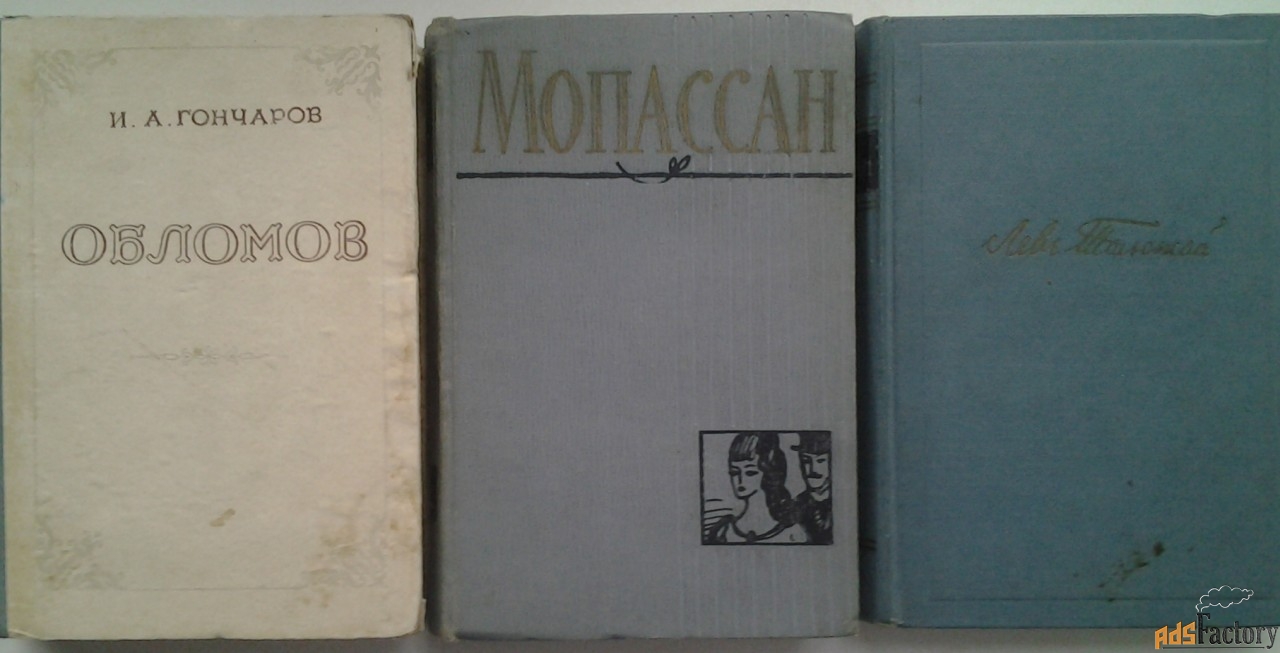 И. А. ГОНЧАРОВ
ОБЛОМОВ
МОПАССАН
Левъ Толстой
AdsFactory